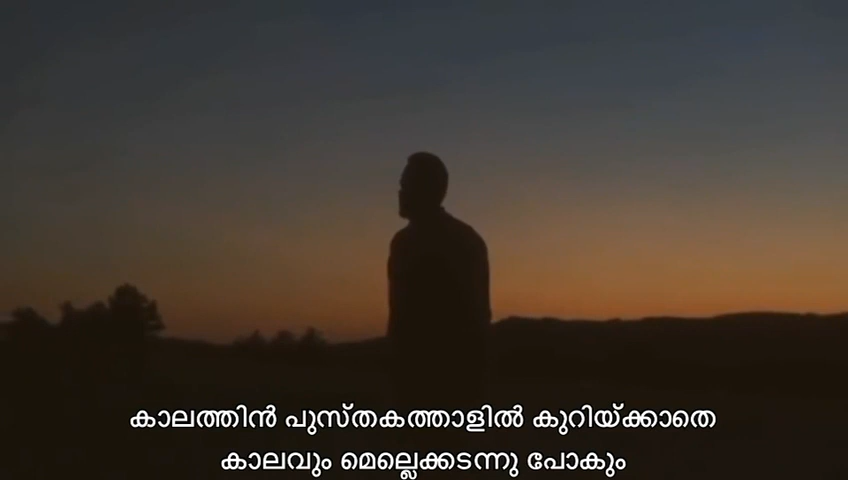 കാലത്തിൻ പുസ്തകത്താളിൽ കുറിയ്ക്കാതെ
കാലവും മെല്ലെക്കടന്നു പോകും